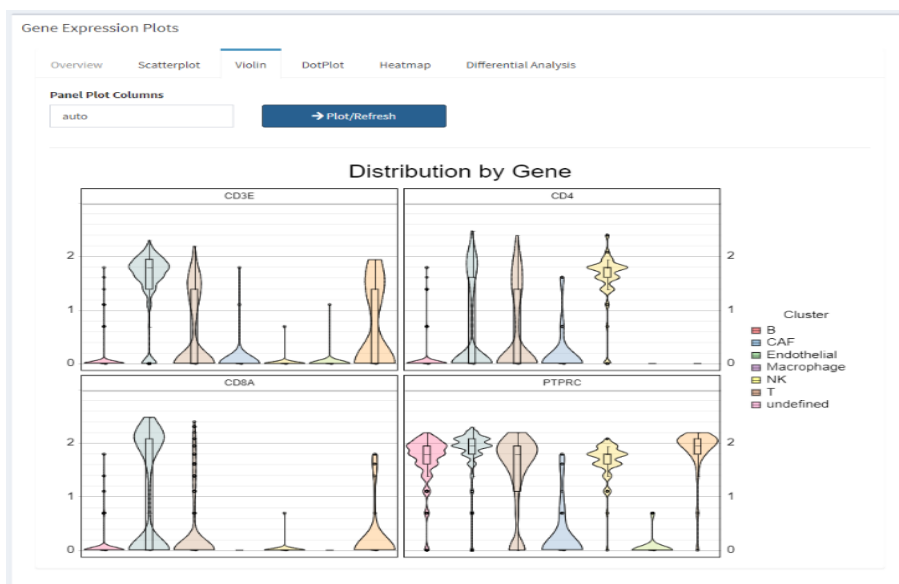 Gene Expression Plots
Overview Scatterplot Violin DotPlot Heatmap Differential Analysis
Panel Plot Columns
auto
→ Plot/Refresh
Distribution by Gene
CD3E CD4
2 2
1 1
0 0
CD8A PTPRC
2 2
1 1
0 0
Cluster
B
CAF
Endothelial
Macrophage
NK
T
undefined